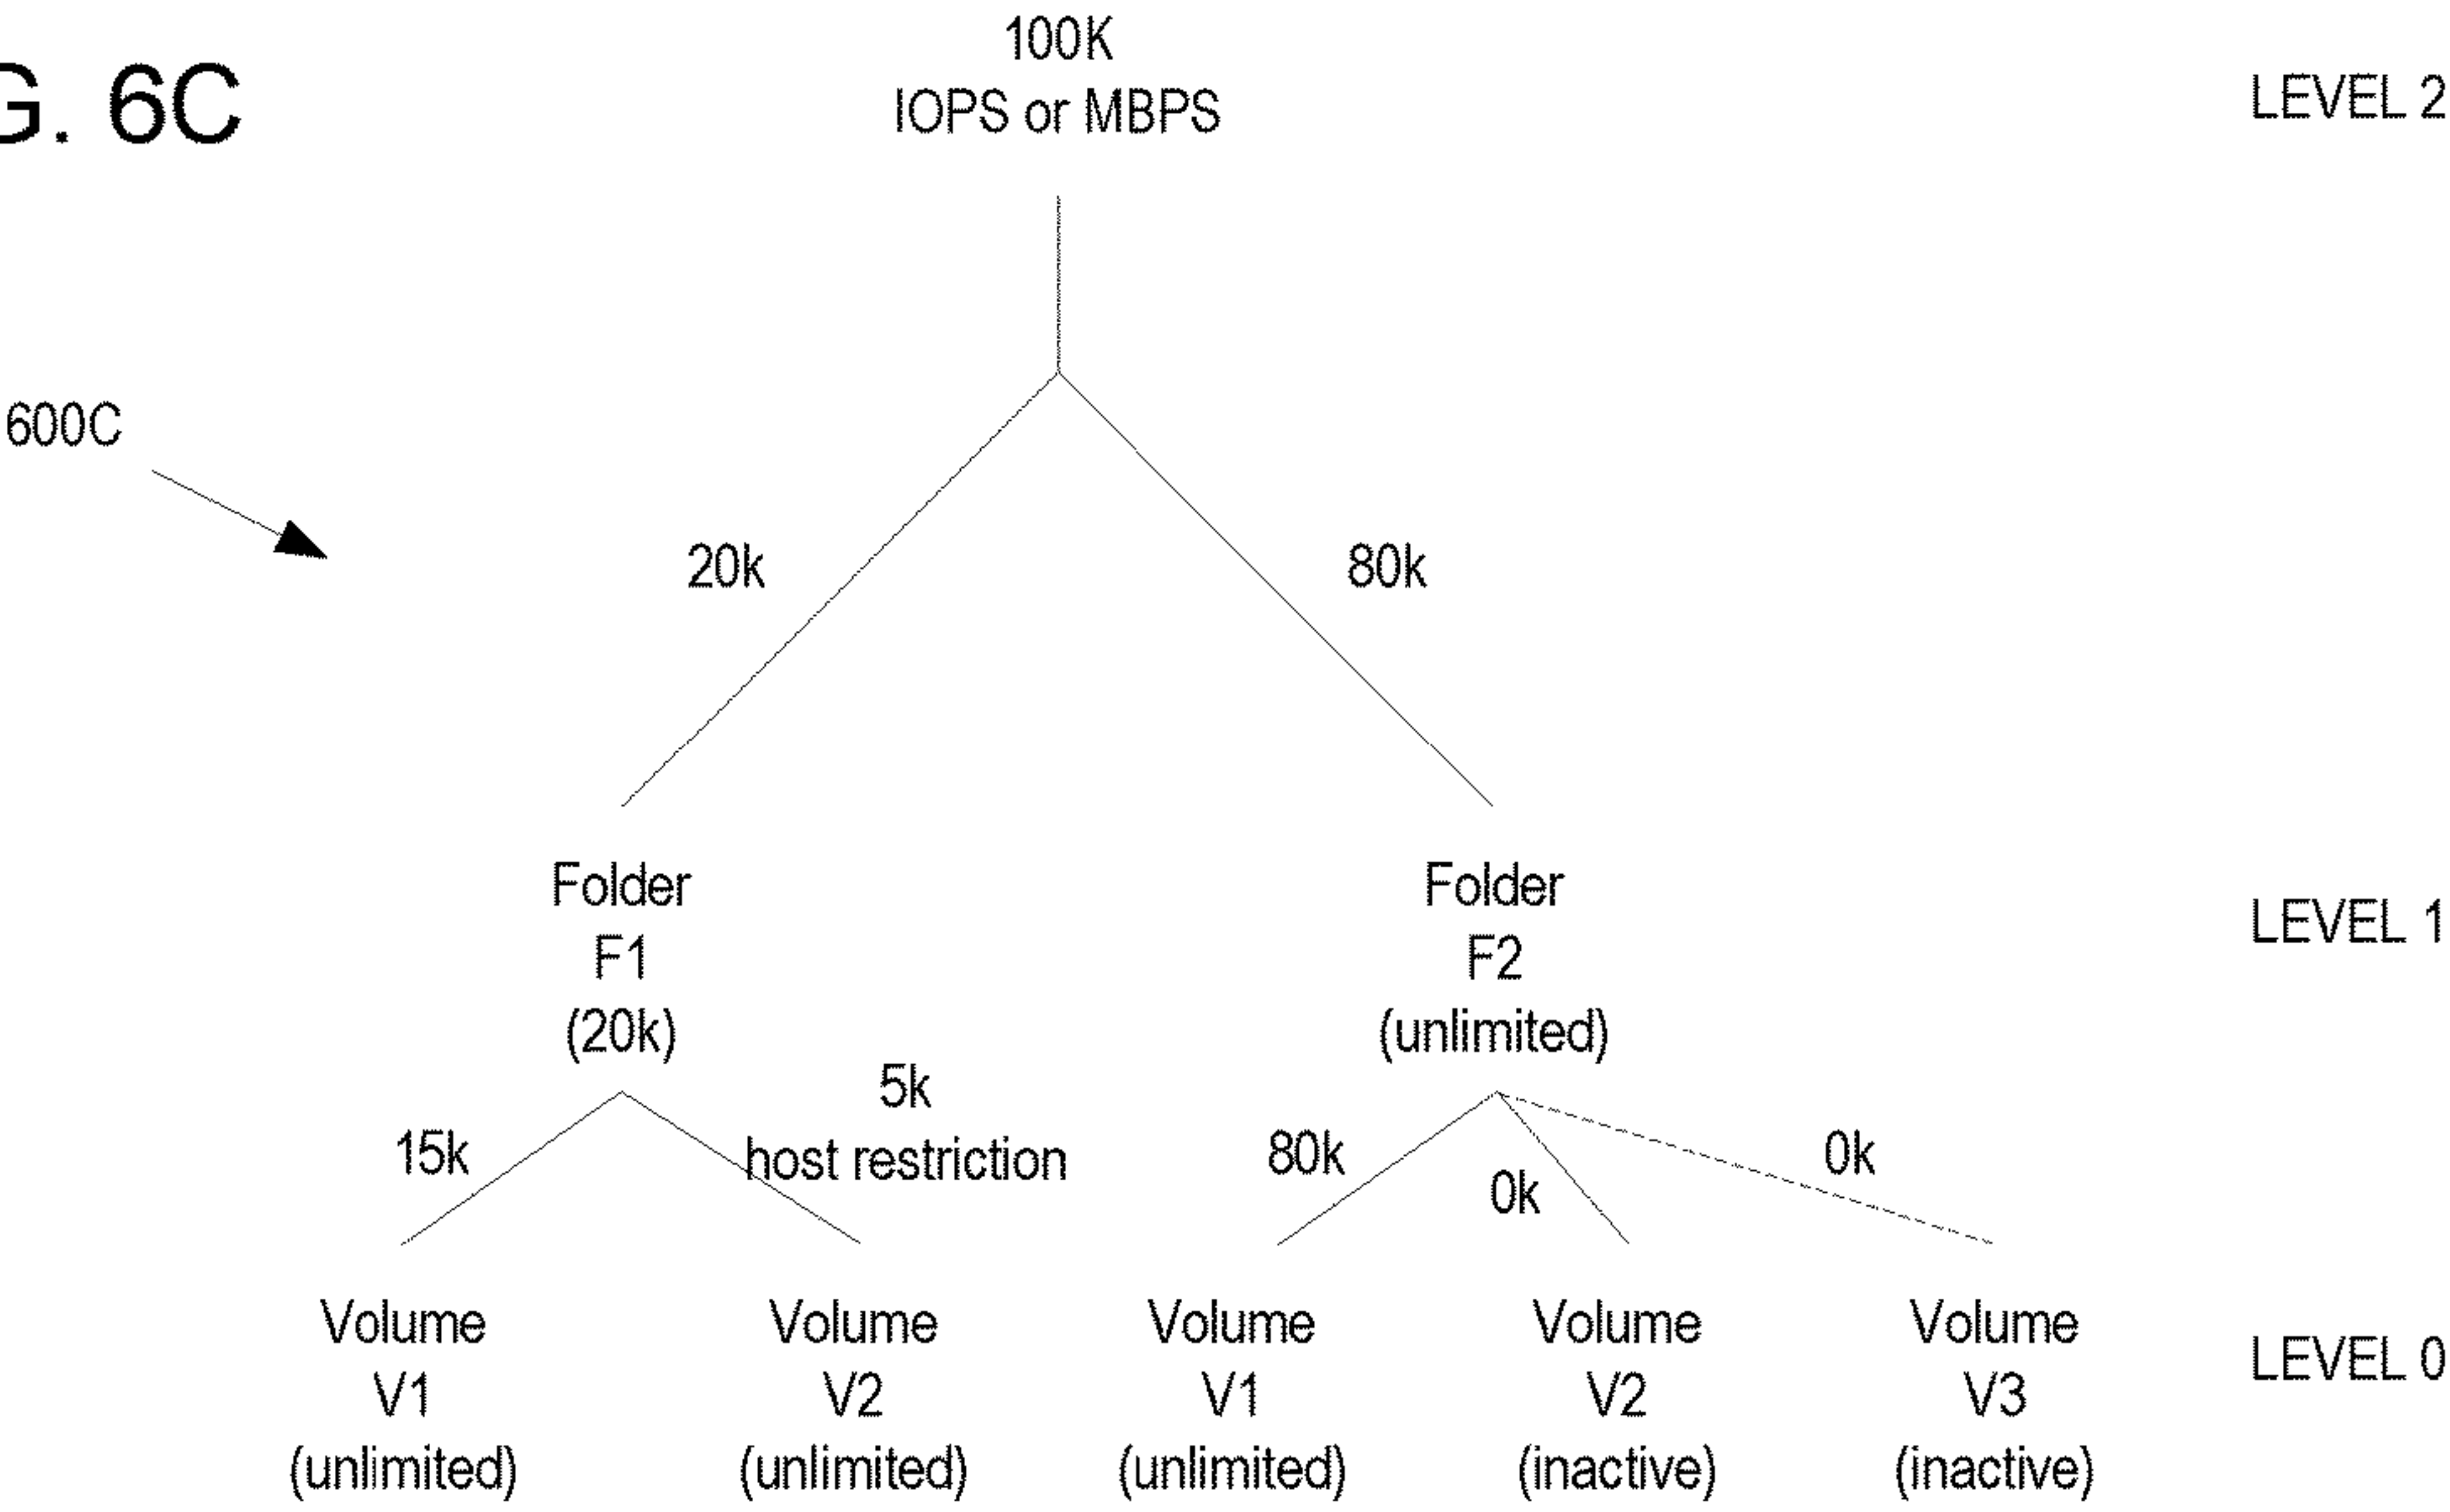 G. 6C
100K
IOPS or MBPS
LEVEL 2
600C
20k
80k
Folder
F1
(20k)
Folder
F2
(unlimited)
LEVEL 1
15k
5k
host restriction
80k
0k
0k
Volume
V1
(unlimited)
Volume
V2
(unlimited)
Volume
V1
(unlimited)
Volume
V2
(inactive)
Volume
V3
(inactive)
LEVEL 0